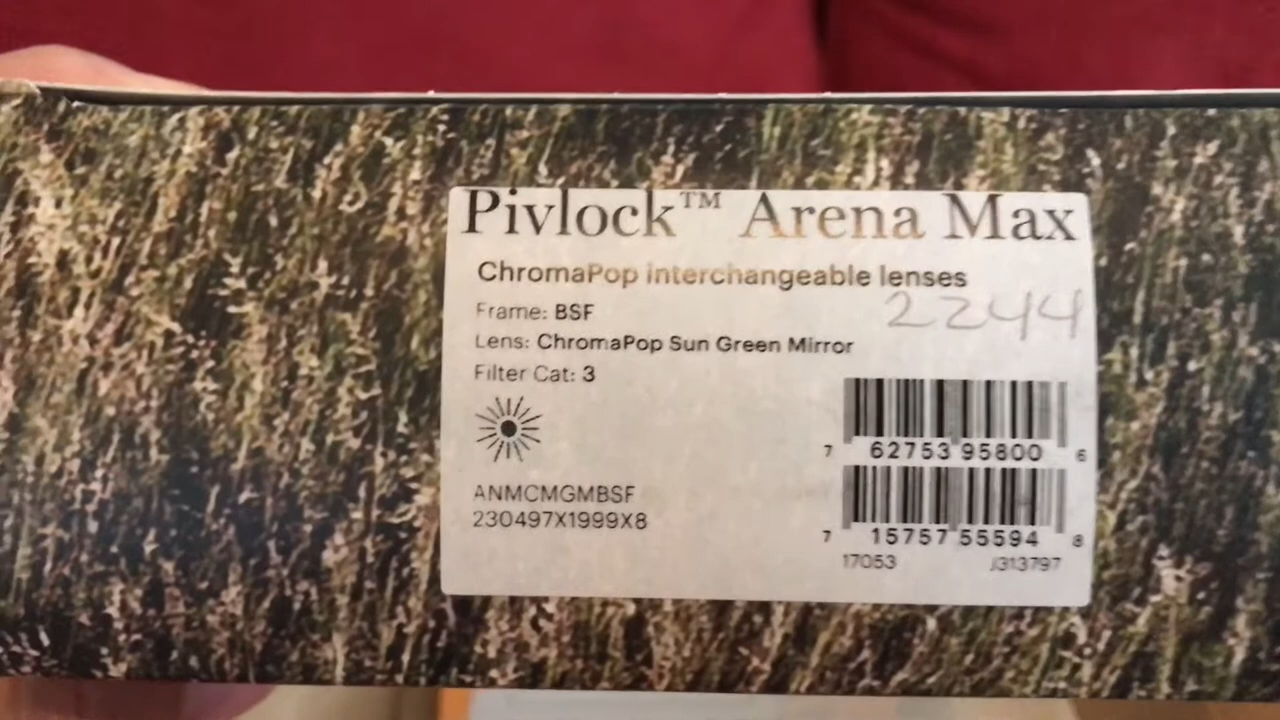 Pivlock™ Arena Max
ChromaPop interchangeable lenses
2244
Frame: BSF
Lens: ChromaPop Sun Green Mirror
Filter Cat: 3
7 62753 95800 6
ANMCMGMBSF
230497X1999X8
7 15757 55594 8
17053 J313797